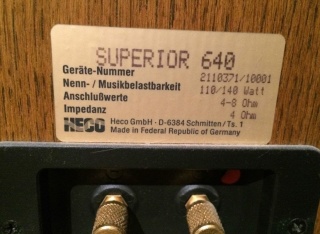 SUPERIOR 640
Geräte-Nummer 2110371/10001
Nenn- / Musikbelastbarkeit 110/140 Watt
Anschlußwerte 4-8 Ohm
Impedanz 4 Ohm
HECO Heco GmbH · D-6384 Schmitten / Ts. 1
Made in Federal Republic of Germany